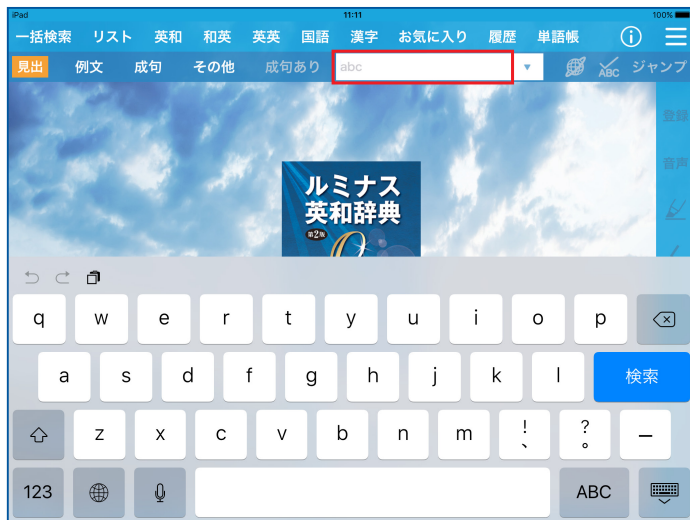 iPad 11:11 100%
一括検索 リスト 英和 和英 英英 国語 漢字 お気に入り 履歴 単語帳
見出 例文 成句 その他 成句あり abc ABC ジャンプ
登録
音声
ルミナス
英和辞典
第2版
q w e r t y u i o p
a s d f g h j k l 検索
z x c v b n m ! 、 ? 。 ー
123 ABC